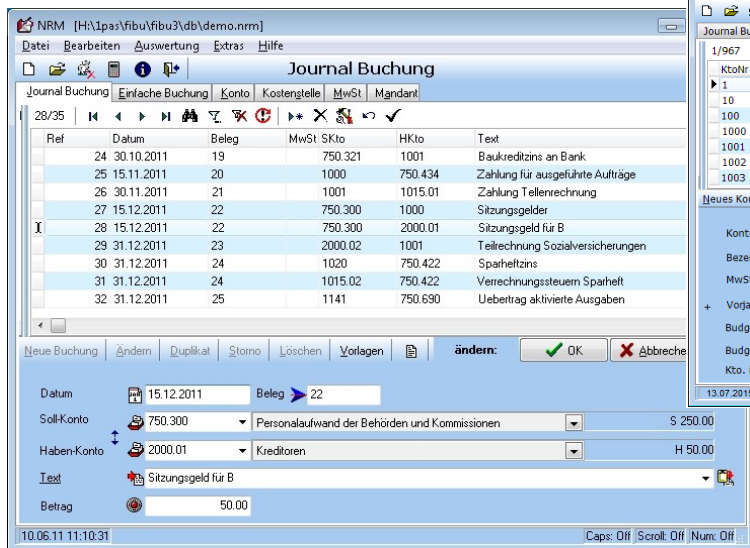 NRM [H:\1pas\fibu\fibu3\db\demo.nrm]
Datei Bearbeiten Auswertung Extras Hilfe
Journal Buchung
Journal Buchung Einfache Buchung Konto Kostenstelle MwSt Mandant
28/35
Ref Datum Beleg MwSt SKto HKto Text
24 30.10.2011 19 750.321 1001 Baukreditzins an Bank
25 15.11.2011 20 1000 750.434 Zahlung für ausgeführte Aufträge
26 30.11.2011 21 1001 1015.01 Zahlung Tellenrechnung
27 15.12.2011 22 750.300 1000 Sitzungsgelder
28 15.12.2011 22 750.300 2000.01 Sitzungsgeld für B
29 31.12.2011 23 2000.02 1001 Teilrechnung Sozialversicherungen
30 31.12.2011 24 1020 750.422 Sparheftzins
31 31.12.2011 24 1015.02 750.422 Verrechnungssteuern Sparheft
32 31.12.2011 25 1141 750.690 Uebertrag aktivierte Ausgaben
Neue Buchung Ändern Duplikat Storno Löschen Vorlagen ändern: OK Abbreche
Datum 15.12.2011 Beleg 22
Soll-Konto 750.300 Personalaufwand der Behörden und Kommissionen S 250.00
Haben-Konto 2000.01 Kreditoren H 50.00
Text Sitzungsgeld für B
Betrag 50.00
10.06.11 11:10:31 Caps: Off Scroll: Off Num: Off
Journal Bu
1/967
KtoNr
1
10
100
1000
1001
1002
1003
Neues Kon
Kont
Bezei
MwSt
+ Vorja
Budg
Budg
Kto.
13.07.2015